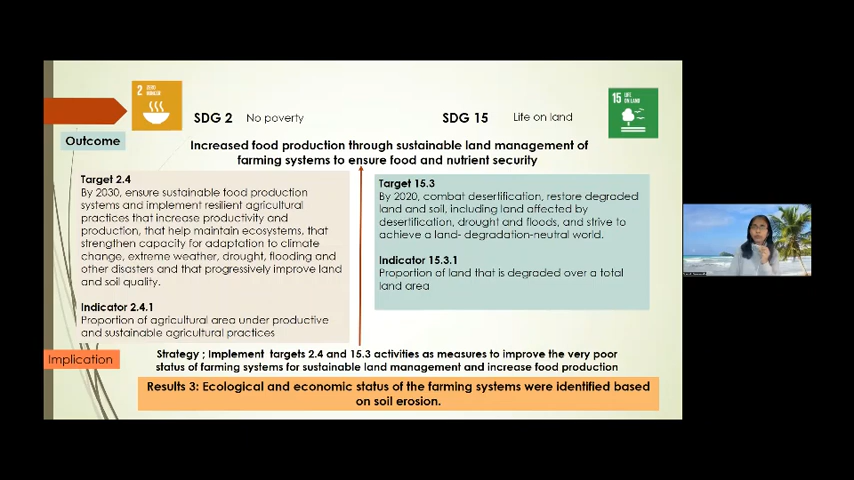 2 ZERO HUNGER
SDG 2 No poverty
SDG 15 Life on land
15 LIFE ON LAND
Outcome
Increased food production through sustainable land management of
farming systems to ensure food and nutrient security
Target 2.4
By 2030, ensure sustainable food production
systems and implement resilient agricultural
practices that increase productivity and
production, that help maintain ecosystems, that
strengthen capacity for adaptation to climate
change, extreme weather, drought, flooding and
other disasters and that progressively improve land
and soil quality.
Indicator 2.4.1
Proportion of agricultural area under productive
and sustainable agricultural practices
Target 15.3
By 2020, combat desertification, restore degraded
land and soil, including land affected by
desertification, drought and floods, and strive to
achieve a land- degradation-neutral world.
Indicator 15.3.1
Proportion of land that is degraded over a total
land area
Implication
Strategy ; Implement targets 2.4 and 15.3 activities as measures to improve the very poor
status of farming systems for sustainable land management and increase food production
Results 3: Ecological and economic status of the farming systems were identified based
on soil erosion.